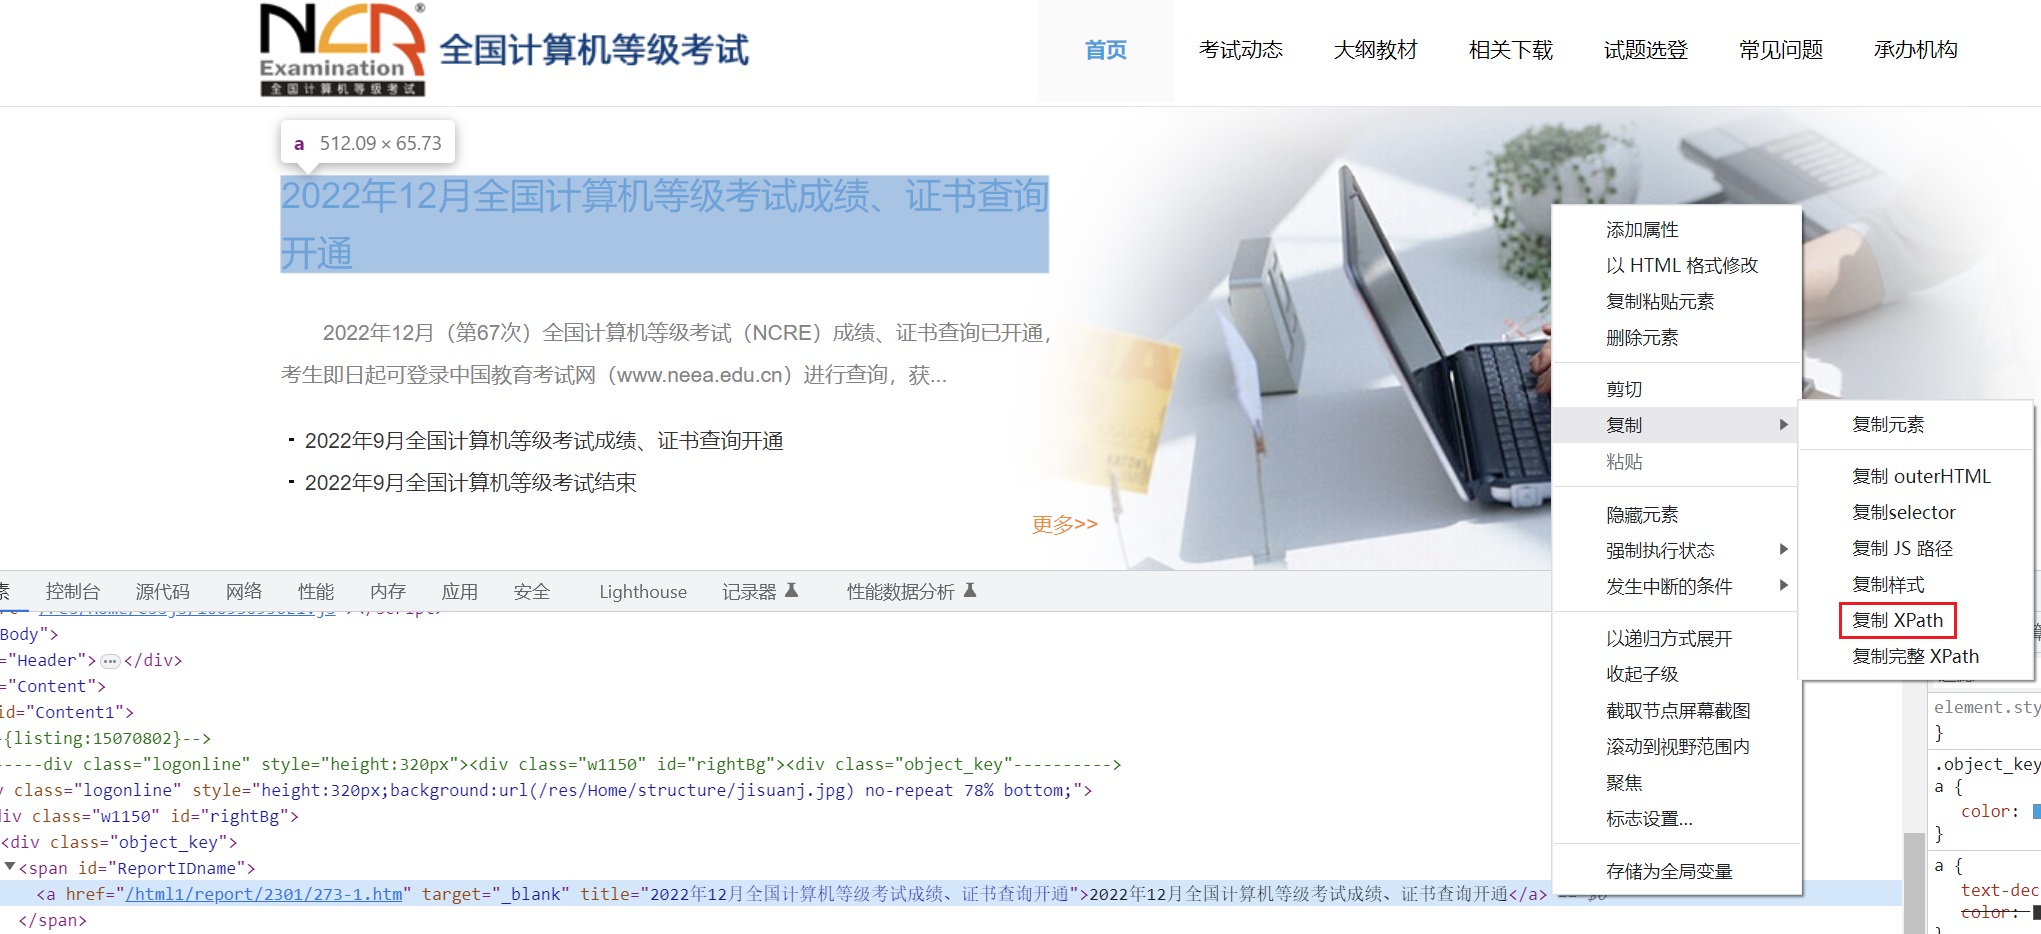 NCR®
Examination
全国计算机等级考试
全国计算机等级考试
首页
考试动态
大纲教材
相关下载
试题选登
常见问题
承办机构
a 512.09 × 65.73
2022年12月全国计算机等级考试成绩、证书查询
开通
2022年12月（第67次）全国计算机等级考试（NCRE）成绩、证书查询已开通，
考生即日起可登录中国教育考试网（www.neea.edu.cn）进行查询，获...
2022年9月全国计算机等级考试成绩、证书查询开通
2022年9月全国计算机等级考试结束
更多>>
添加属性
以 HTML 格式修改
复制粘贴元素
删除元素
剪切
复制
粘贴
隐藏元素
强制执行状态
发生中断的条件
以递归方式展开
收起子级
截取节点屏幕截图
滚动到视野范围内
聚焦
标志设置...
存储为全局变量
复制元素
复制 outerHTML
复制selector
复制 JS 路径
复制样式
复制 XPath
复制完整 XPath
素 控制台 源代码 网络 性能 内存 应用 安全 Lighthouse 记录器 性能数据分析
Body">
="Header"> ••• </div>
="Content">
id="Content1">
-{listing:15070802}-->
-----div class="logonline" style="height:320px"><div class="w1150" id="rightBg"><div class="object_key"---------->
v class="logonline" style="height:320px;background:url(/res/Home/structure/jisuanj.jpg) no-repeat 78% bottom;">
div class="w1150" id="rightBg">
<div class="object_key">
<span id="ReportIDname">
<a href="/html1/report/2301/273-1.htm" target="_blank" title="2022年12月全国计算机等级考试成绩、证书查询开通">2022年12月全国计算机等级考试成绩、证书查询开通</a> == $0
</span>
element.sty
}
.object_key
a {
color:
}
a {
text-dec
color:
}